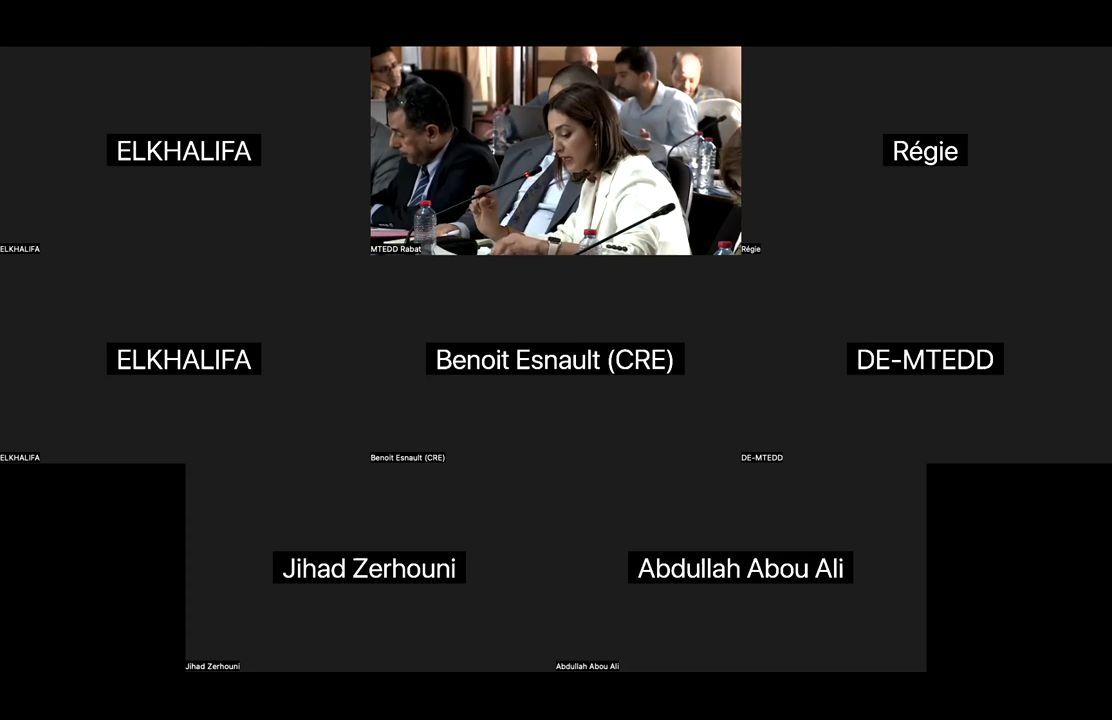 ELKHALIFA
Régie
ELKHALIFA
MTEDD Rabat
Régie
ELKHALIFA
Benoit Esnault (CRE)
DE-MTEDD
ELKHALIFA
Benoit Esnault (CRE)
DE-MTEDD
Jihad Zerhouni
Abdullah Abou Ali
Jihad Zerhouni
Abdullah Abou Ali